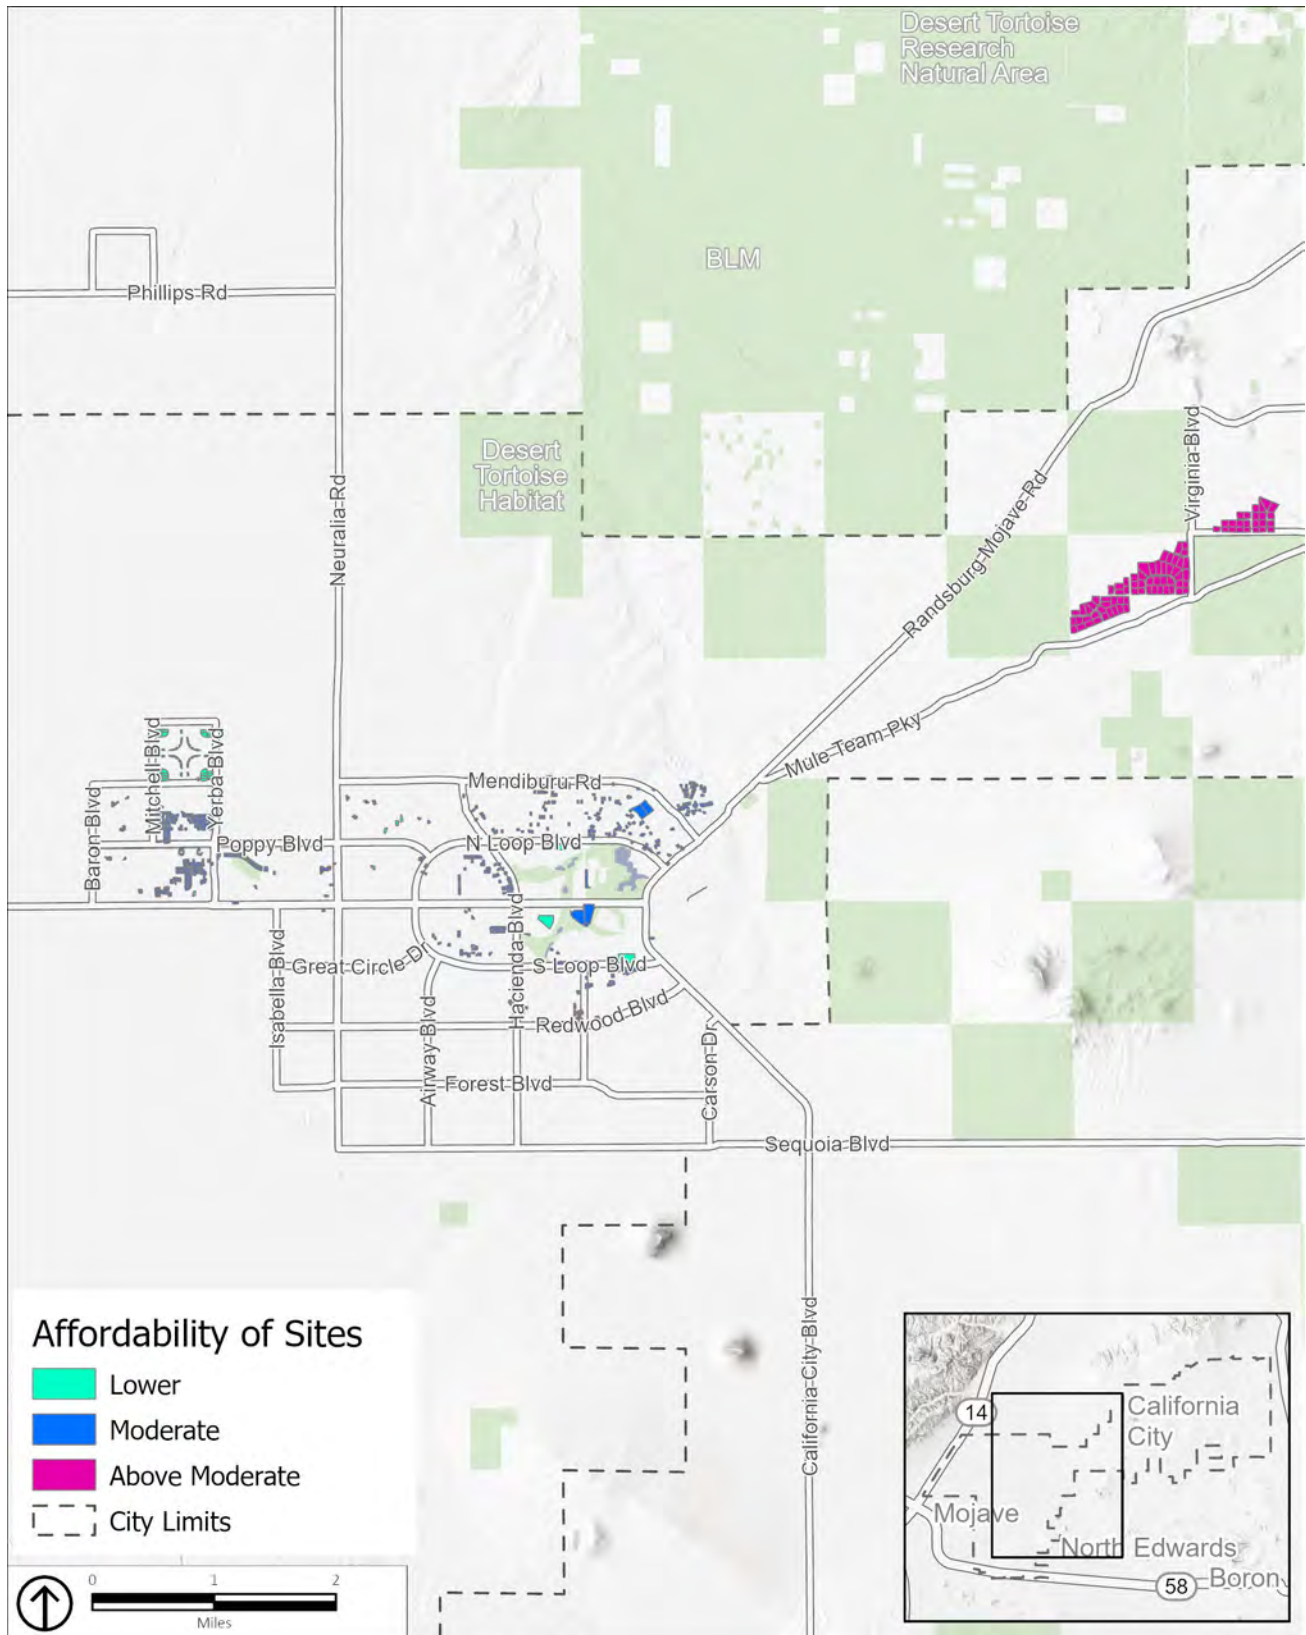 Desert Tortoise
Research
Natural Area
BLM
Phillips Rd
Desert
Tortoise
Habitat
Neuralia Rd
Virginia Blvd
Randsburg-Mojave-Rd
Mule Team Pky
Mitchell Blvd
Yerba Blvd
Baron Blvd
Mendiburu Rd
N Loop Blvd
Poppy Blvd
Hacienda Blvd
Isabella Blvd
Great Circle Dr
S Loop Blvd
Redwood Blvd
Airway Blvd
Forest Blvd
Carson Dr
Sequoia Blvd
California City Blvd
Affordability of Sites
Lower
Moderate
Above Moderate
City Limits
0 1 2
Miles
14
California
City
Mojave
North Edwards
Boron
58